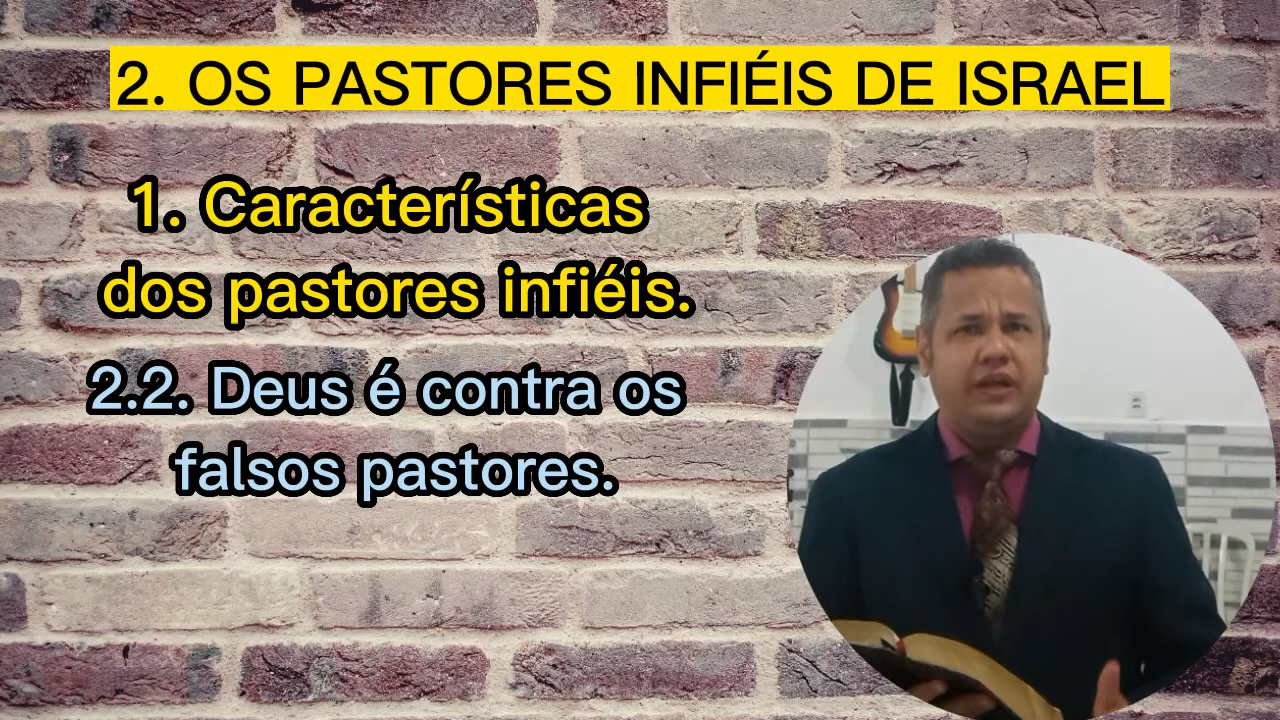 2. OS PASTORES INFIÉIS DE ISRAEL
1. Características
dos pastores infiéis.
2.2. Deus é contra os
falsos pastores.